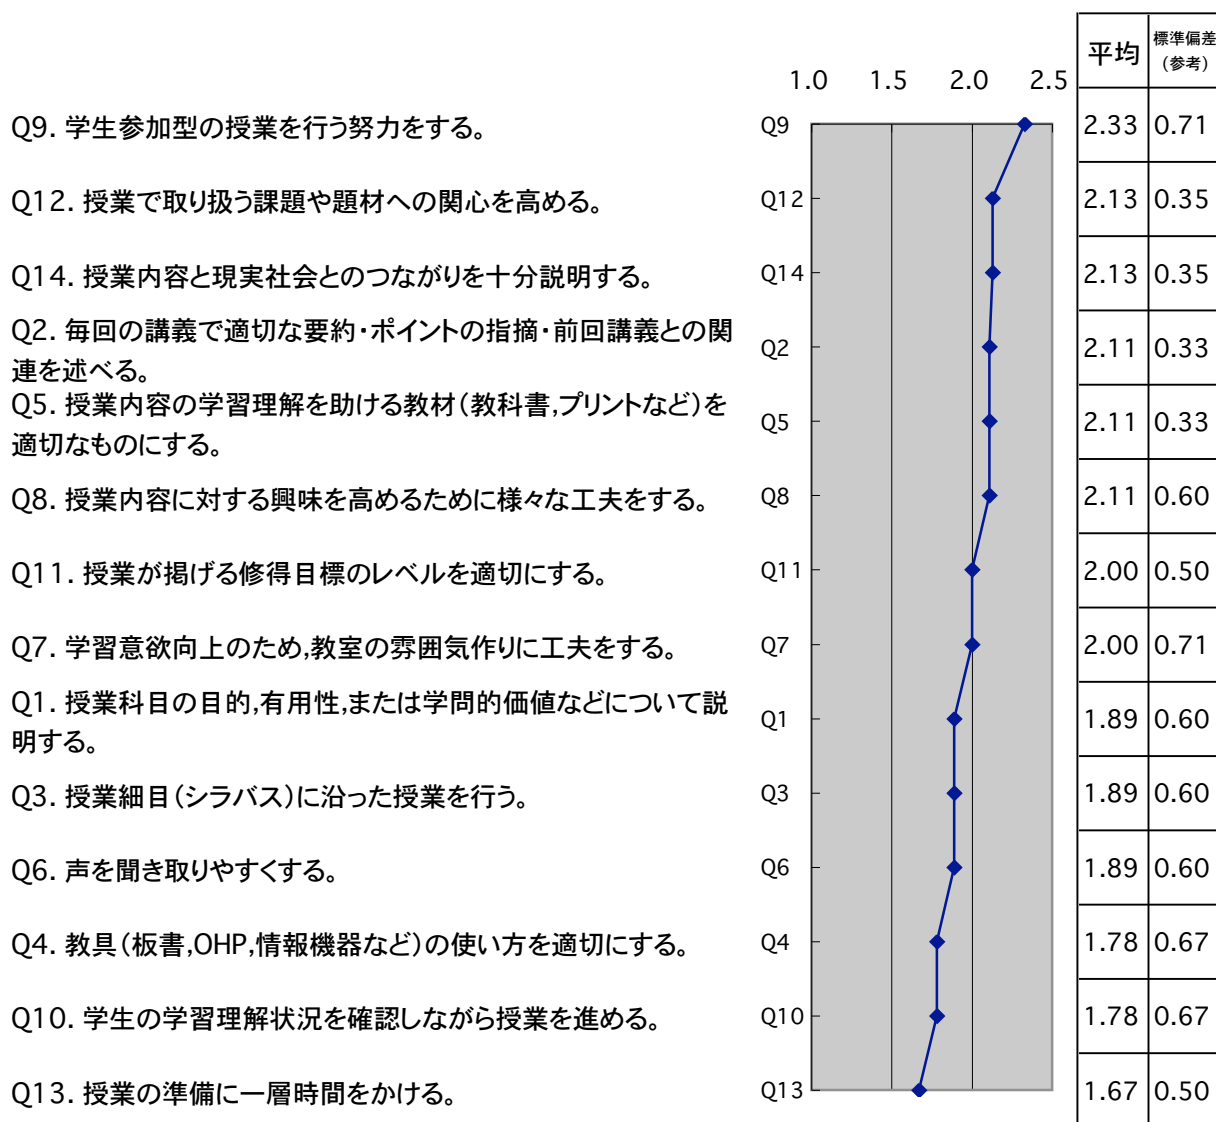 平均 標準偏差
(参考)
1.0 1.5 2.0 2.5
Q9. 学生参加型の授業を行う努力をする。 Q9 2.33 0.71
Q12. 授業で取り扱う課題や題材への関心を高める。 Q12 2.13 0.35
Q14. 授業内容と現実社会とのつながりを十分説明する。 Q14 2.13 0.35
Q2. 毎回の講義で適切な要約・ポイントの指摘・前回講義との関
連を述べる。 Q2 2.11 0.33
Q5. 授業内容の学習理解を助ける教材(教科書,プリントなど)を
適切なものにする。 Q5 2.11 0.33
Q8. 授業内容に対する興味を高めるために様々な工夫をする。 Q8 2.11 0.60
Q11. 授業が掲げる修得目標のレベルを適切にする。 Q11 2.00 0.50
Q7. 学習意欲向上のため,教室の雰囲気作りに工夫をする。 Q7 2.00 0.71
Q1. 授業科目の目的,有用性,または学問的価値などについて説
明する。 Q1 1.89 0.60
Q3. 授業細目(シラバス)に沿った授業を行う。 Q3 1.89 0.60
Q6. 声を聞き取りやすくする。 Q6 1.89 0.60
Q4. 教具(板書,OHP,情報機器など)の使い方を適切にする。 Q4 1.78 0.67
Q10. 学生の学習理解状況を確認しながら授業を進める。 Q10 1.78 0.67
Q13. 授業の準備に一層時間をかける。 Q13 1.67 0.50